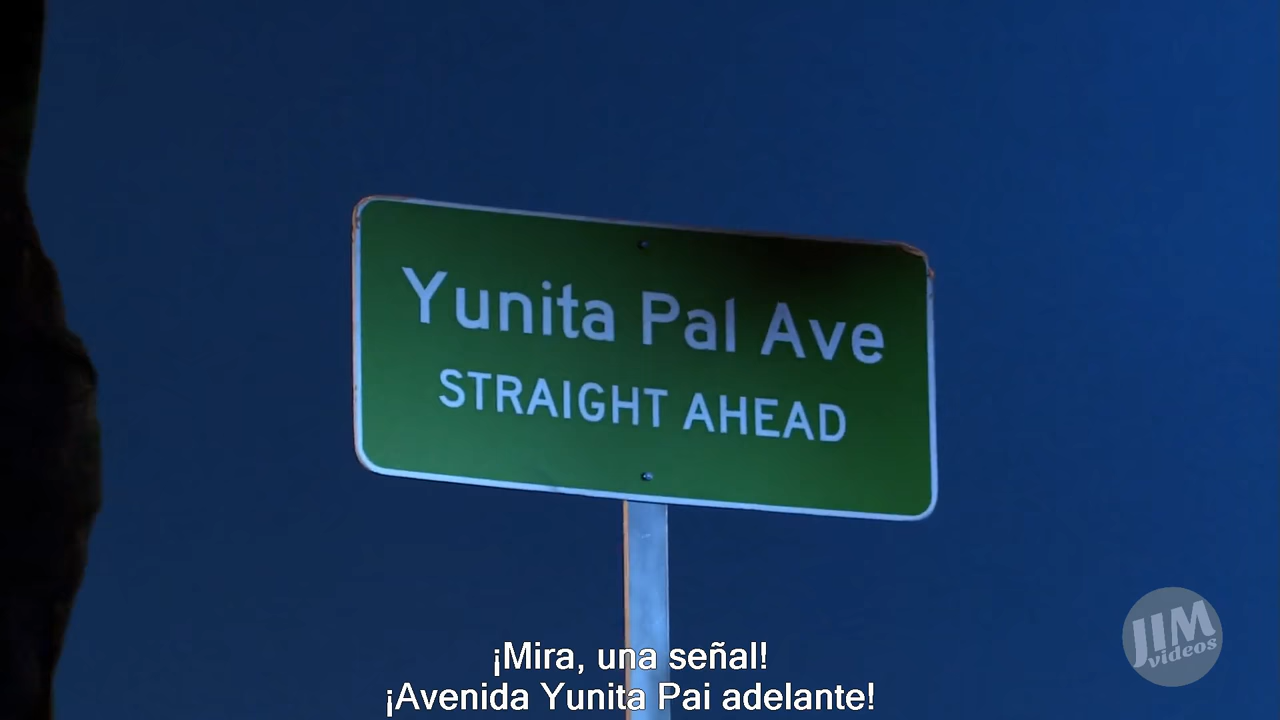 Yunita Pal Ave
STRAIGHT AHEAD
JIM
videos
¡Mira, una señal!
¡Avenida Yunita Pai adelante!